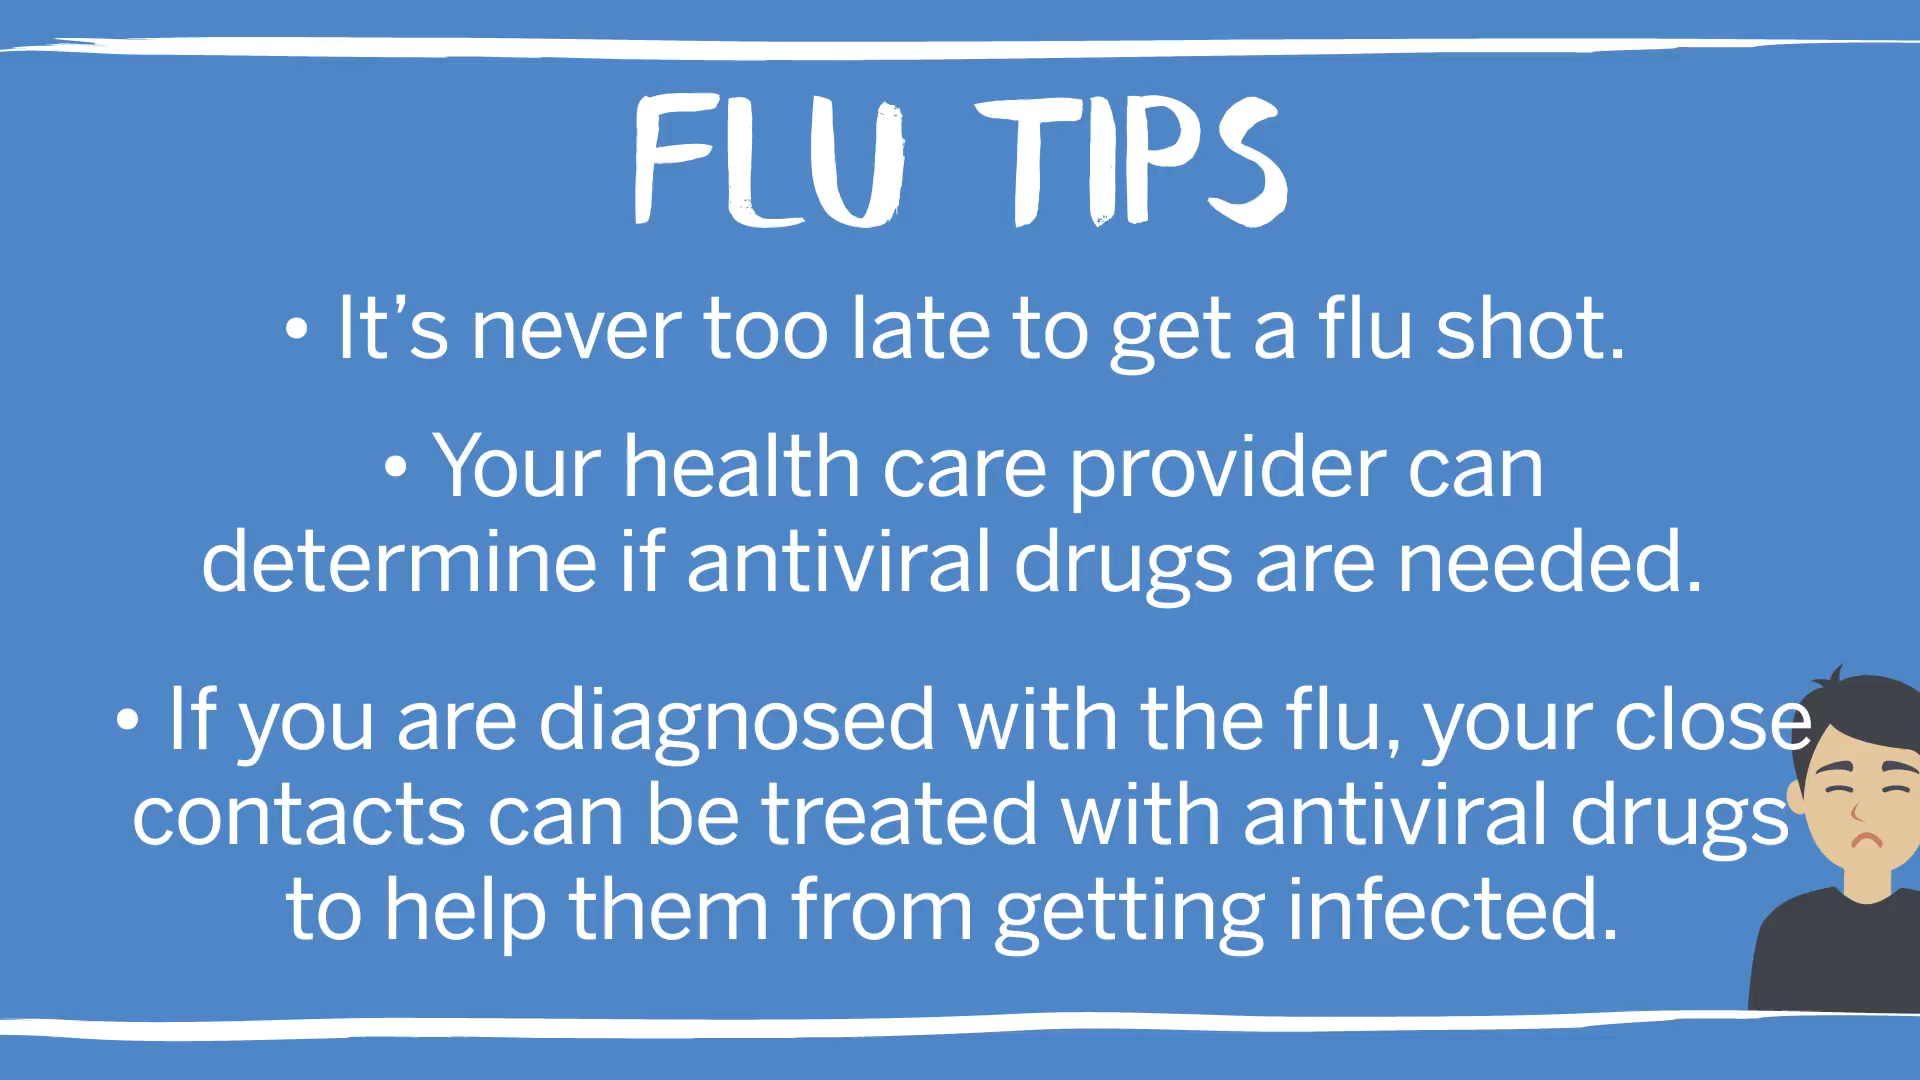 FLU TIPS
• It’s never too late to get a flu shot.
• Your health care provider can
determine if antiviral drugs are needed.
• If you are diagnosed with the flu, your close
contacts can be treated with antiviral drugs
to help them from getting infected.